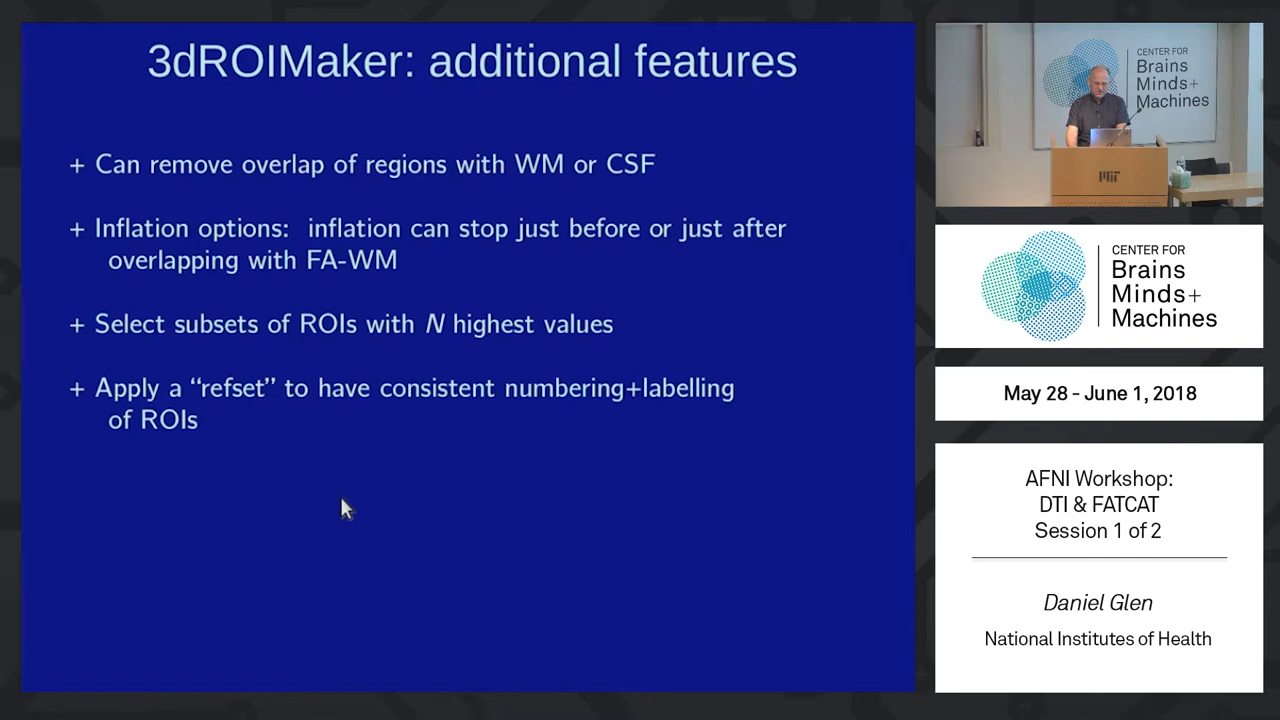 3dROIMaker: additional features
+ Can remove overlap of regions with WM or CSF
+ Inflation options: inflation can stop just before or just after
overlapping with FA-WM
+ Select subsets of ROIs with N highest values
+ Apply a “refset” to have consistent numbering+labelling
of ROIs
CENTER FOR
Brains
Minds+
Machines
MIT
CENTER FOR
Brains
Minds+
Machines
May 28 - June 1, 2018
AFNI Workshop:
DTI & FATCAT
Session 1 of 2
Daniel Glen
National Institutes of Health